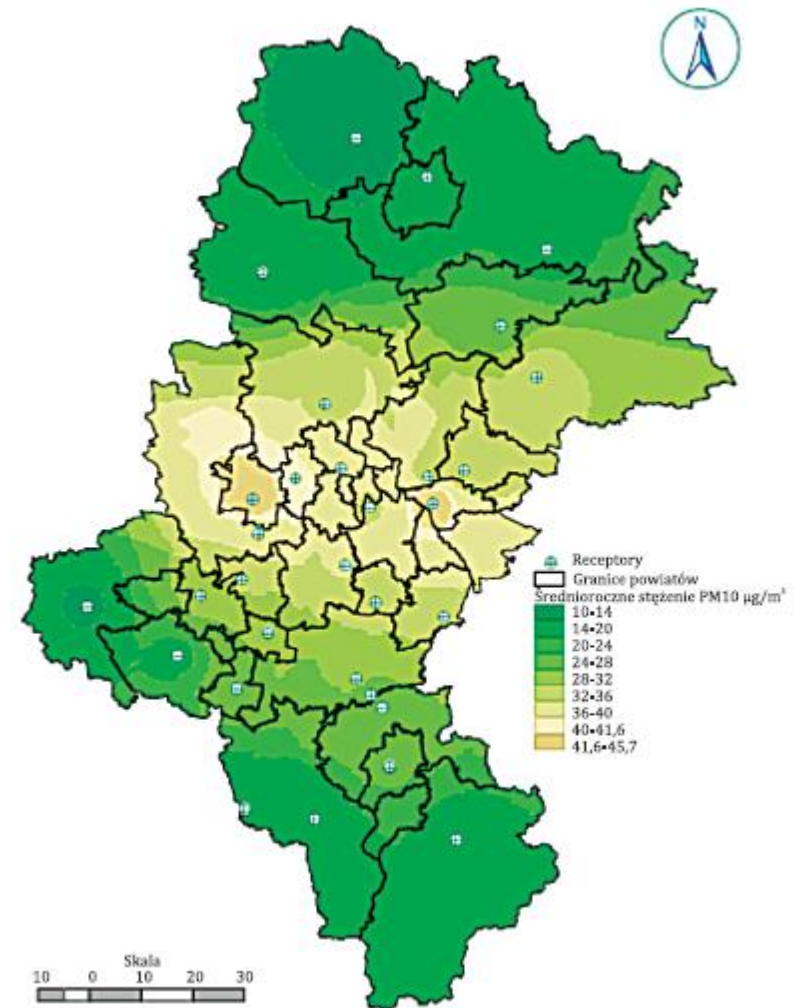 N
Receptory
Granice powiatów
Średnioroczne stężenie PM10 µg/m³
10-14
14-20
20-24
24-28
28-32
32-36
36-40
40-41,6
41,6-45,7
Skala
10 0 10 20 30